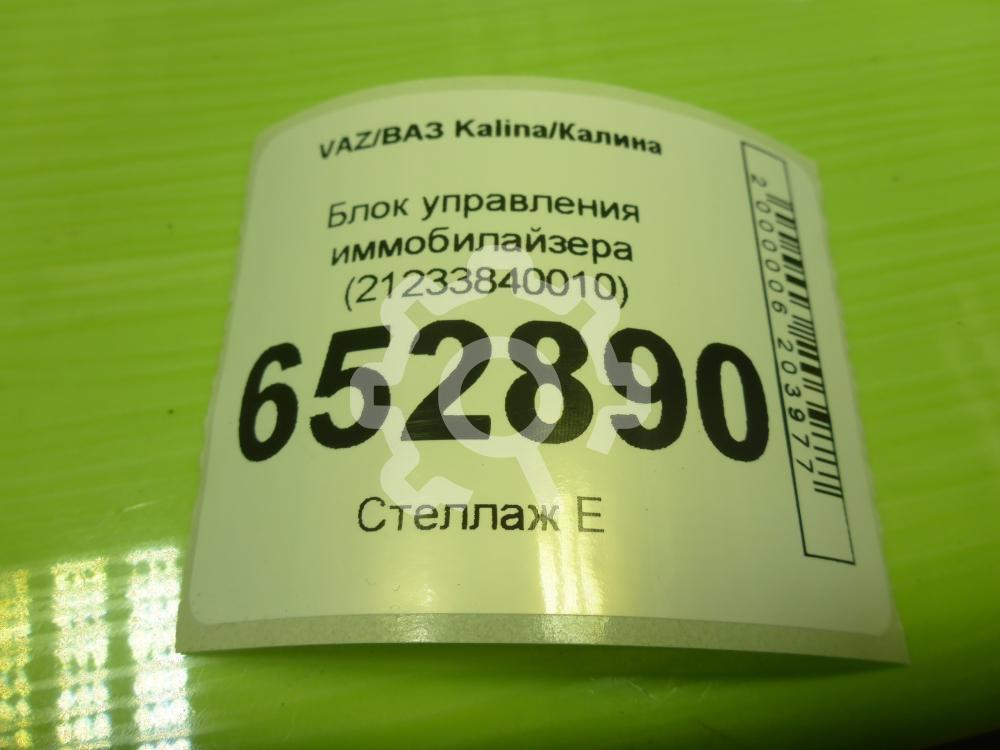 VAZ/ВАЗ Kalina/Калина
Блок управления
иммобилайзера
(21233840010)
652890
Стеллаж Е
2000006203977